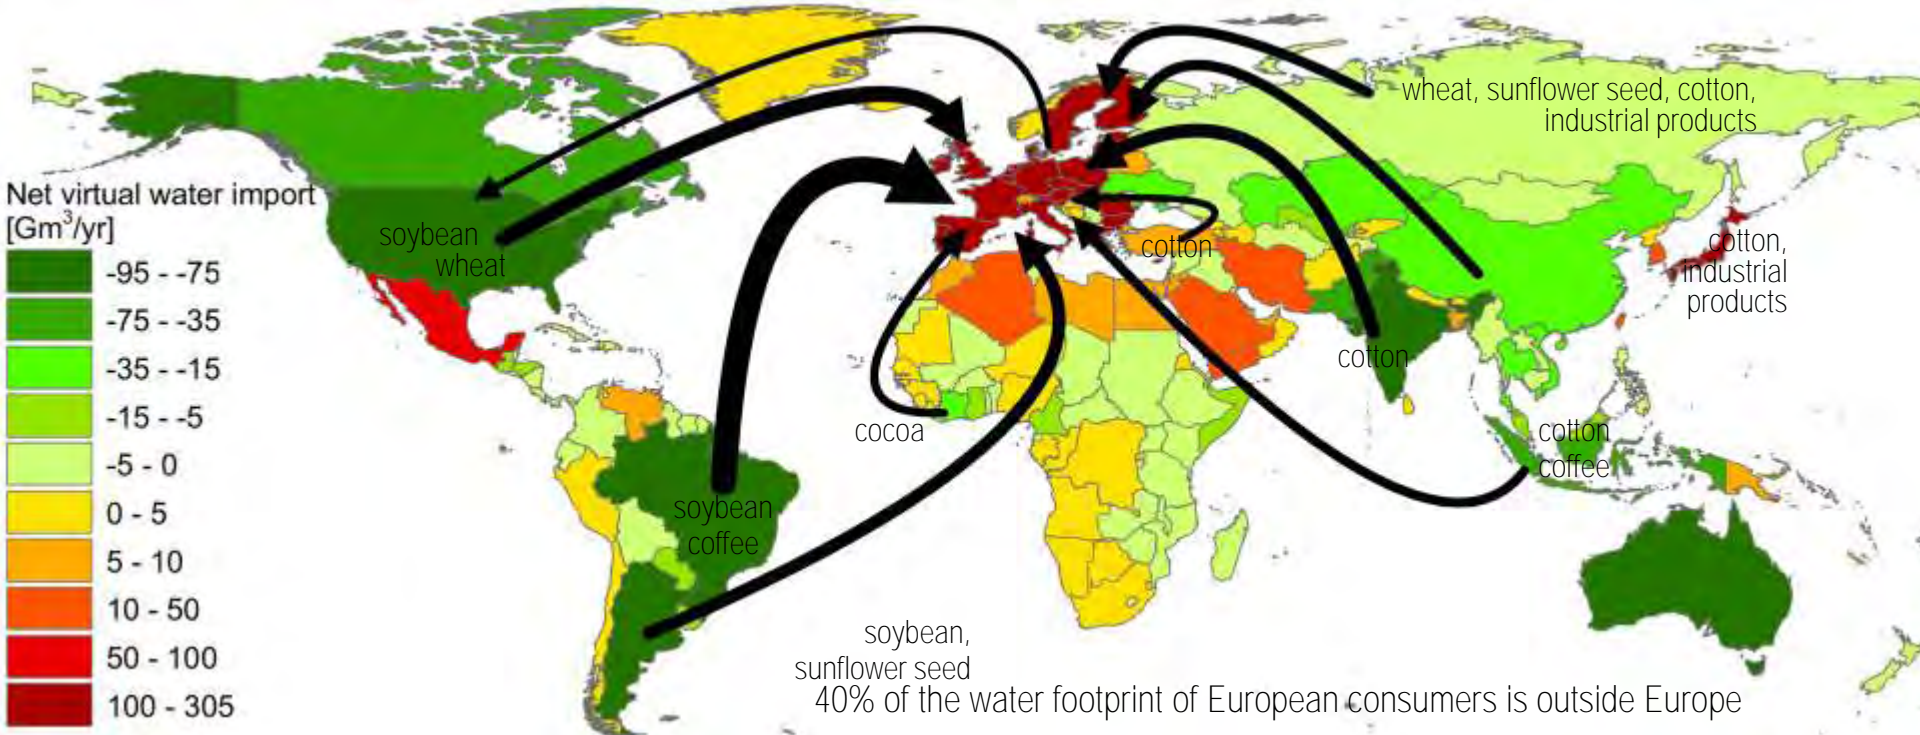 Net virtual water import
[Gm³/yr]
-95 - -75
-75 - -35
-35 - -15
-15 - -5
-5 - 0
0 - 5
5 - 10
10 - 50
50 - 100
100 - 305
soybean
wheat
soybean
coffee
soybean,
sunflower seed
cocoa
cotton
cotton
wheat, sunflower seed, cotton,
industrial products
cotton,
industrial
products
cotton
coffee
40% of the water footprint of European consumers is outside Europe